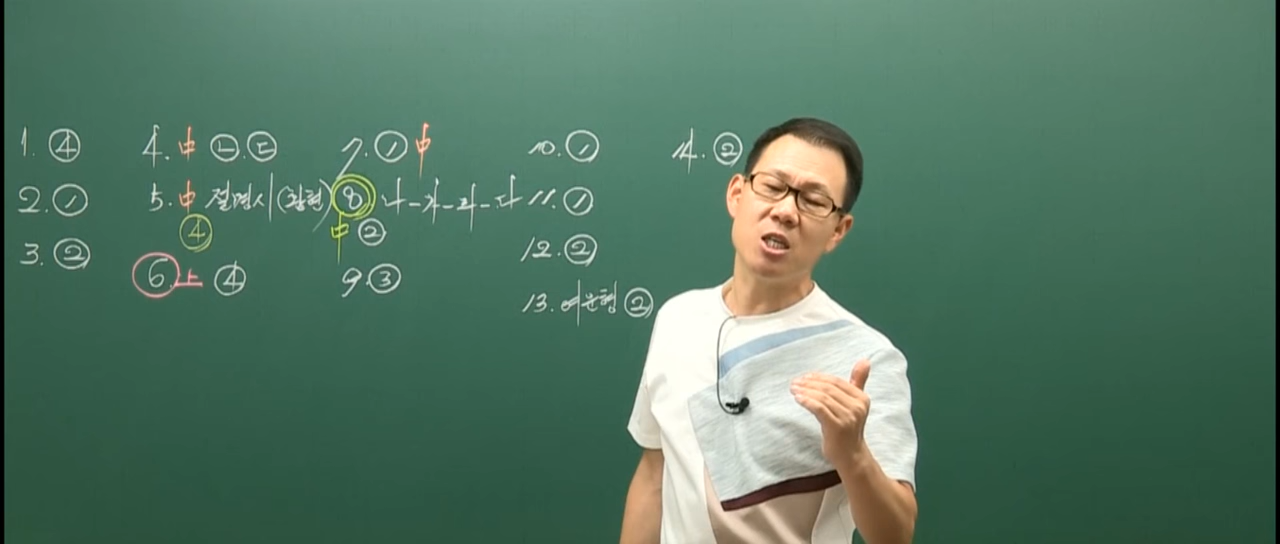 1. ④
2. ①
3. ②
4. 中 ㉡.㉢
5. 中 절명시(황현)
④
6. 上 ④
7. ① 中
8 나-가-라-다
中 ②
9. ③
10. ①
11. ①
12. ②
13. 여운형 ②
14. ②